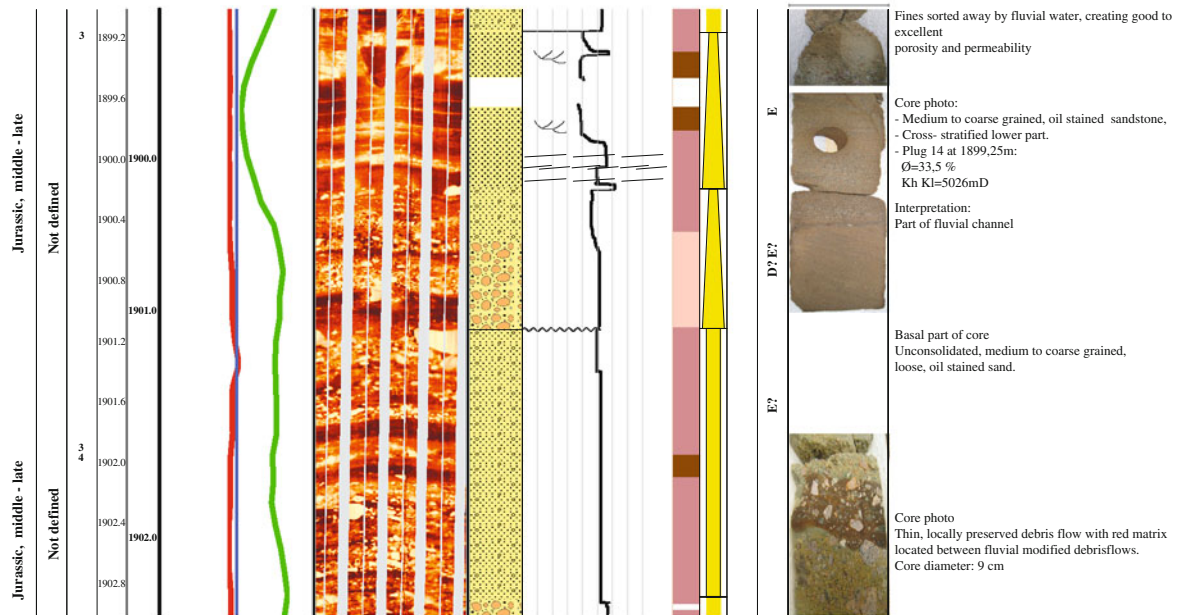 Jurassic, middle - late
Not defined
Jurassic, middle - late
Not defined
3
3
4
1899.2
1899.6
1900.0
1900.4
1900.8
1901.2
1901.6
1902.0
1902.4
1902.8
1900.0
1901.0
1902.0
E
D? E?
E?
Fines sorted away by fluvial water, creating good to
excellent
porosity and permeability
Core photo:
- Medium to coarse grained, oil stained sandstone,
- Cross- stratified lower part.
- Plug 14 at 1899,25m:
Ø=33,5 %
Kh Kl=5026mD
Interpretation:
Part of fluvial channel
Basal part of core
Unconsolidated, medium to coarse grained,
loose, oil stained sand.
Core photo
Thin, locally preserved debris flow with red matrix
located between fluvial modified debrisflows.
Core diameter: 9 cm